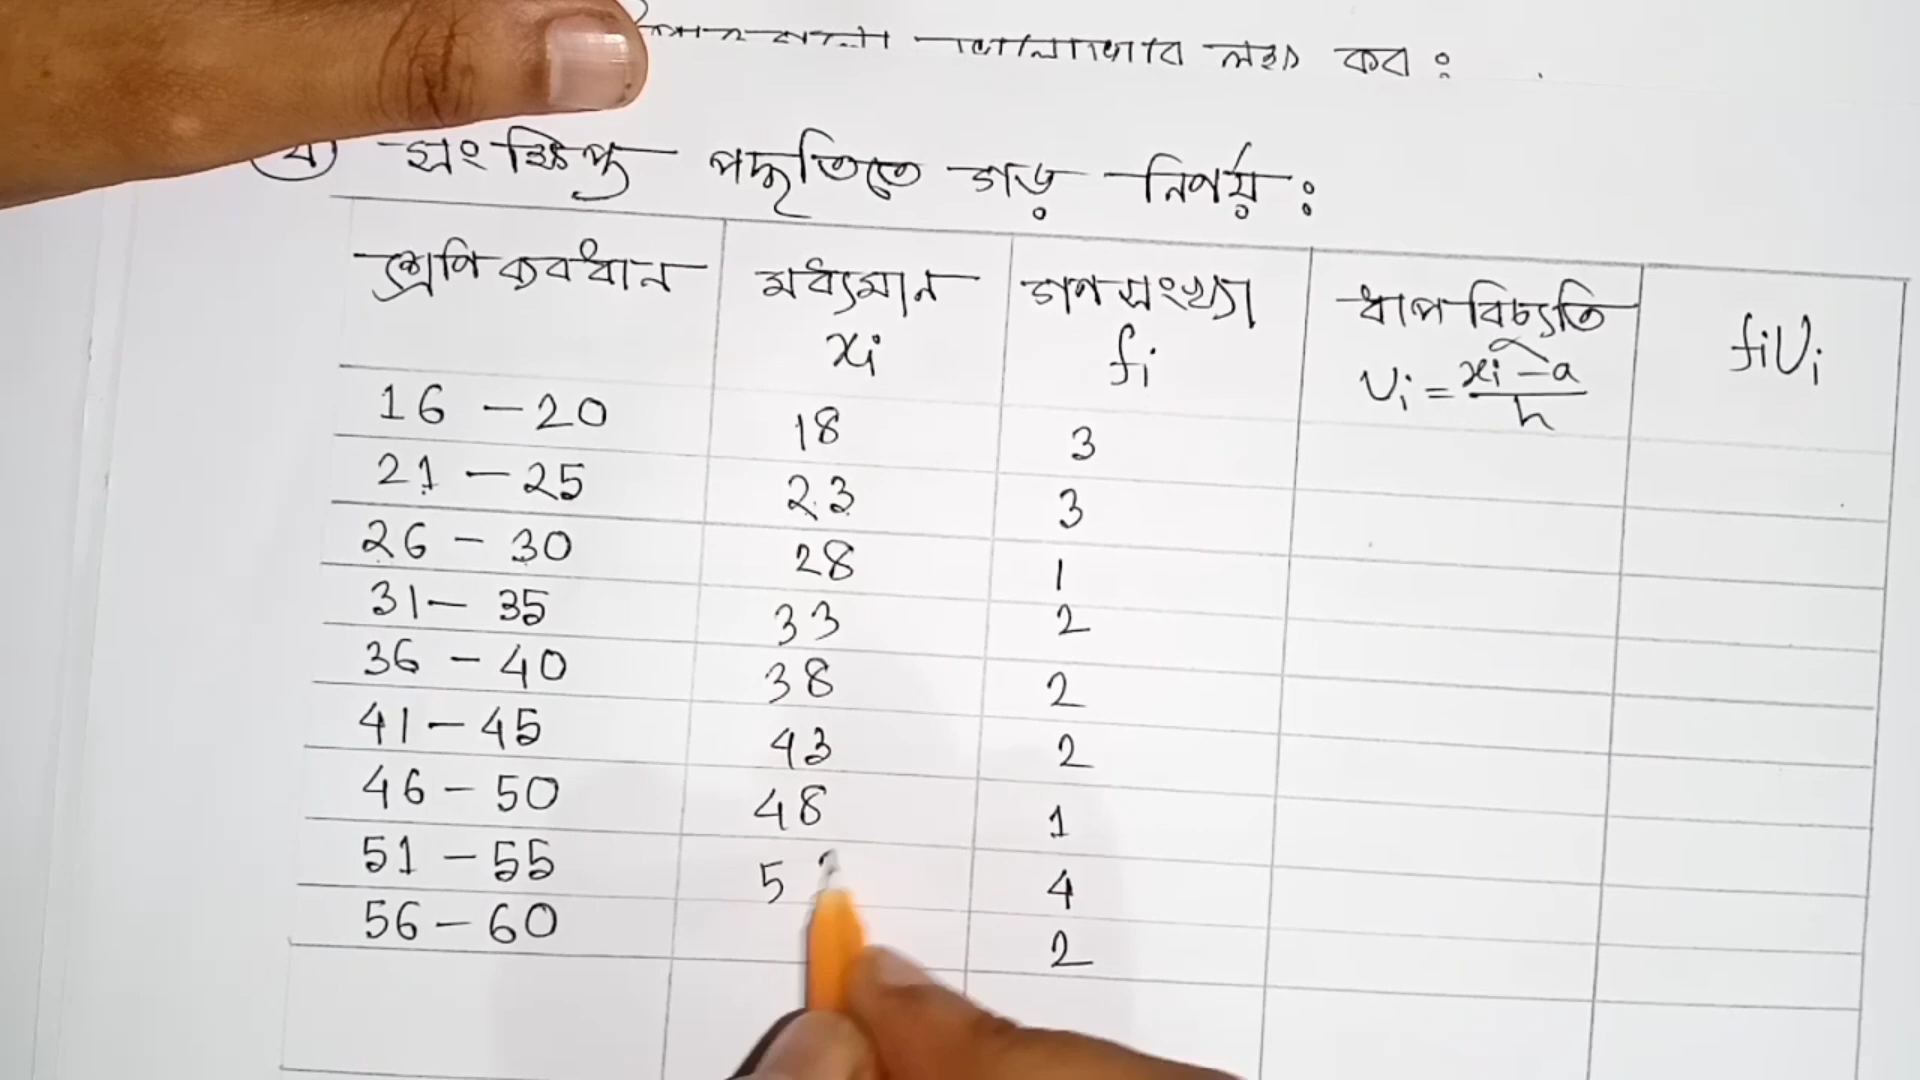 কর :
সংক্ষিপ্ত পদ্ধতিতে গড় নির্ণয় :
শ্রেণি ব্যবধান মধ্যমান xi গণসংখ্যা fi ধাপ বিচ্যুতি Ui = (xi - a)/h fiUi
16 - 20 18 3
21 - 25 23 3
26 - 30 28 1
31 - 35 33 2
36 - 40 38 2
41 - 45 43 2
46 - 50 48 1
51 - 55 5 4
56 - 60 2